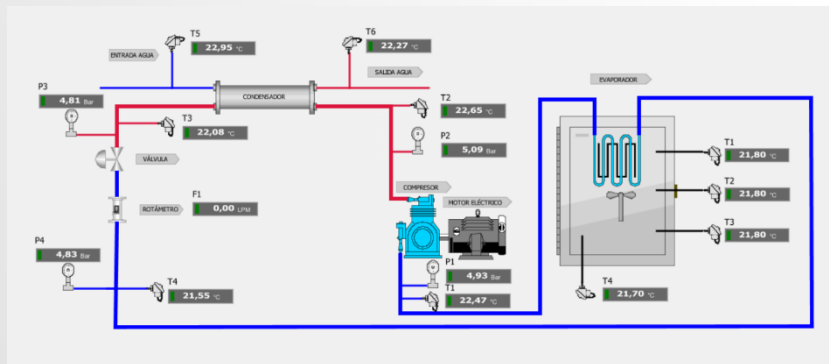 T5
22,95 °C
T6
22,27 °C
ENTRADA AGUA
SALIDA AGUA
EVAPORADOR
P3
4,81 Bar
CONDENSADOR
T2
22,65 °C
T3
22,08 °C
P2
5,09 Bar
VÁLVULA
T1
21,80 °C
COMPRESOR
MOTOR ELÉCTRICO
T2
21,80 °C
ROTÁMETRO
F1
0,00 LPM
T3
21,80 °C
P4
4,83 Bar
P1
4,93 Bar
T4
21,55 °C
T1
22,47 °C
T4
21,70 °C